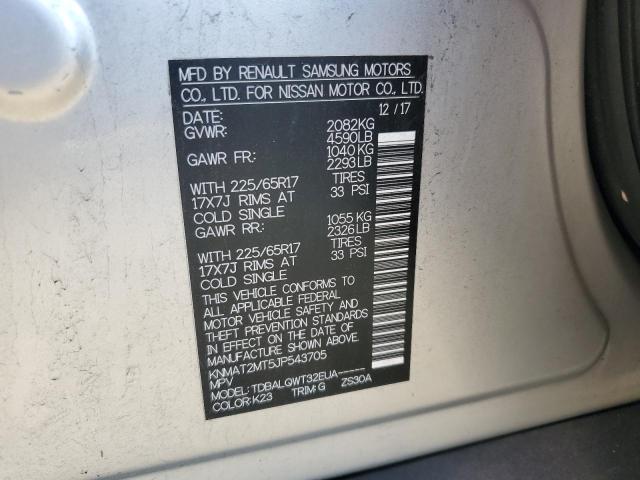 MFD BY RENAULT SAMSUNG MOTORS
CO., LTD. FOR NISSAN MOTOR CO., LTD.
DATE: 12/17
GVWR: 2082KG
4590LB
GAWR FR: 1040KG
2293LB
WITH 225/65R17 TIRES
17X7J RIMS AT 33 PSI
COLD SINGLE
GAWR RR: 1055KG
2326LB
WITH 225/65R17 TIRES
17X7J RIMS AT 33 PSI
COLD SINGLE
THIS VEHICLE CONFORMS TO
ALL APPLICABLE FEDERAL
MOTOR VEHICLE SAFETY AND
THEFT PREVENTION STANDARDS
IN EFFECT ON THE DATE OF
MANUFACTURE SHOWN ABOVE.
KNMAT2MT5JP543705
MPV
MODEL:TDBALQWT32EUA-----
COLOR:K23 TRIM:G ZS30A